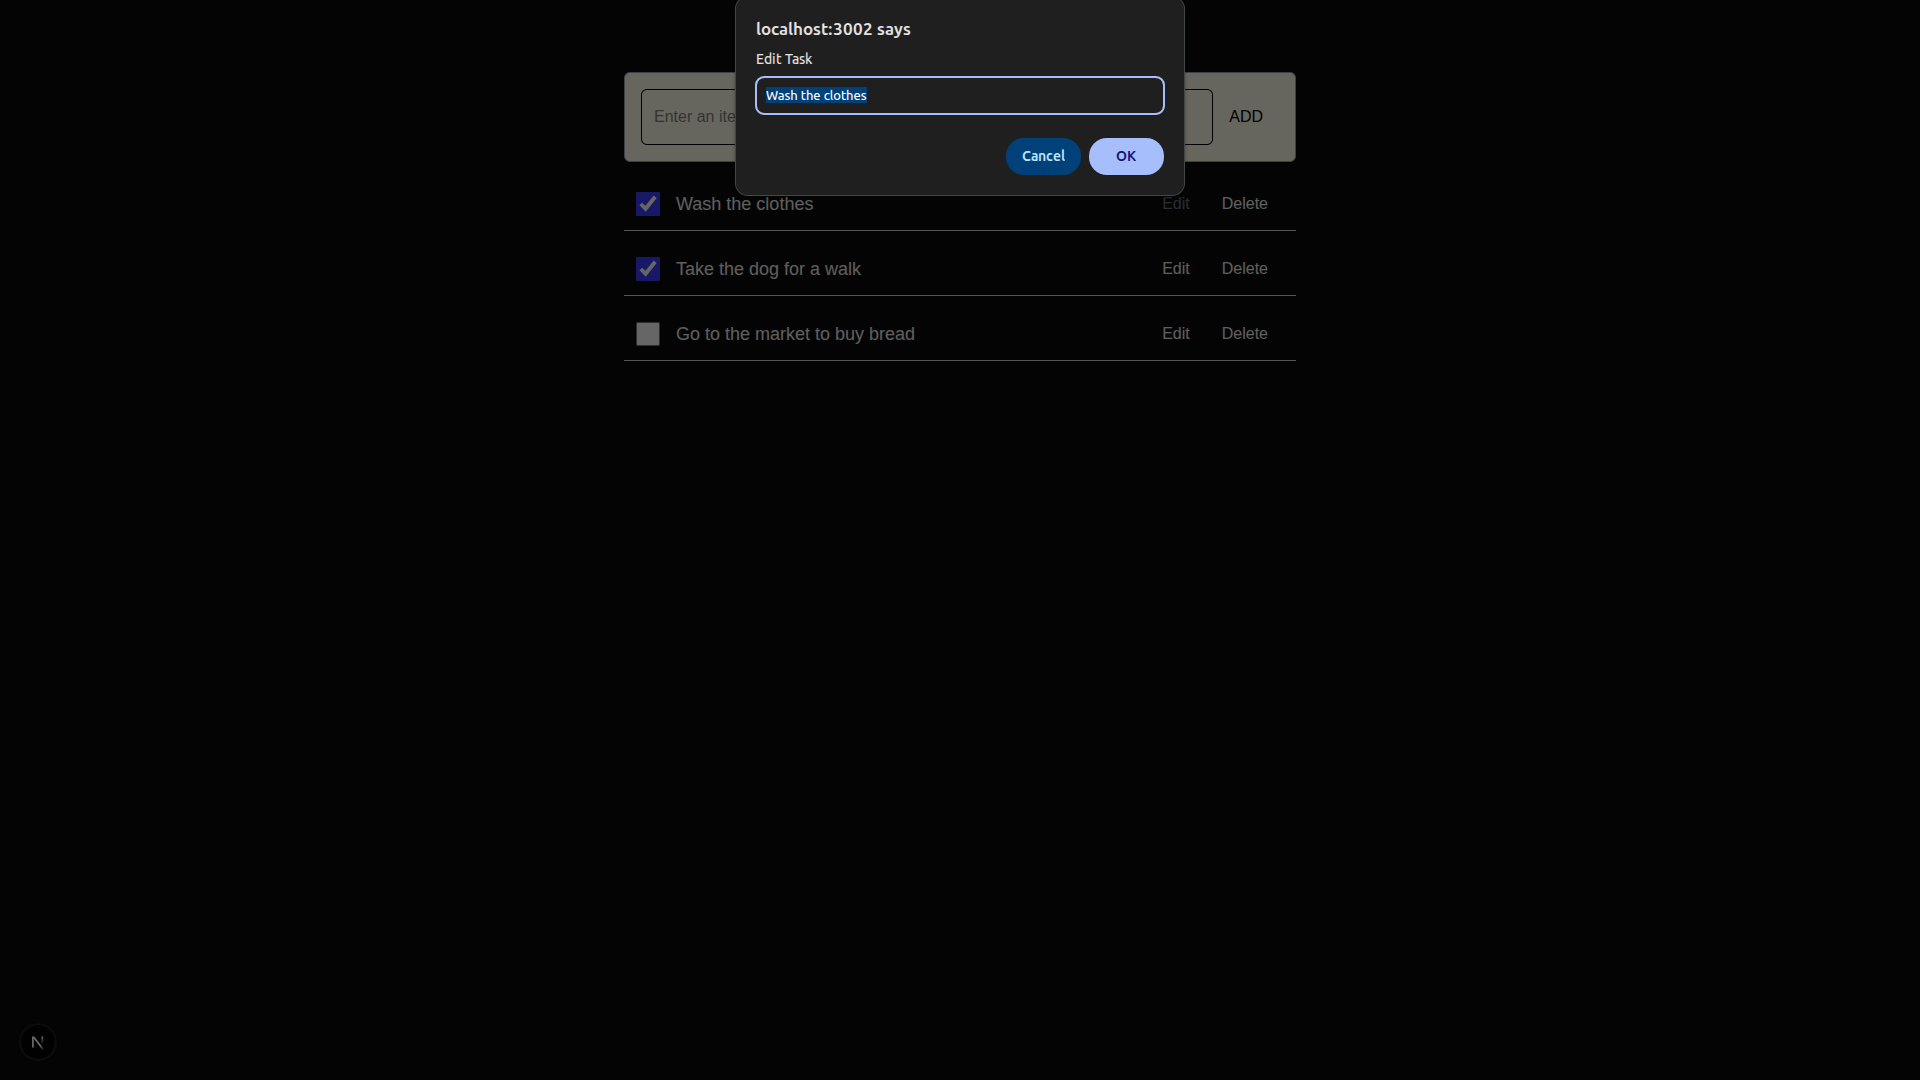 localhost:3002 says
Edit Task
Wash the clothes
Cancel OK
Enter an ite ADD
Wash the clothes Edit Delete
Take the dog for a walk Edit Delete
Go to the market to buy bread Edit Delete
N